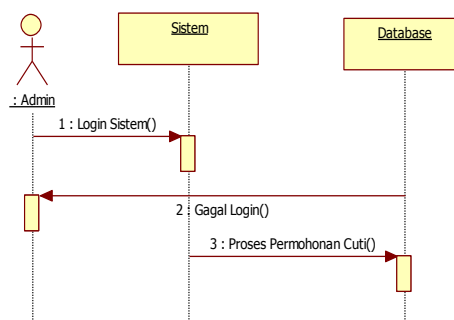 Sistem
Database
: Admin
1 : Login Sistem()
2 : Gagal Login()
3 : Proses Permohonan Cuti()